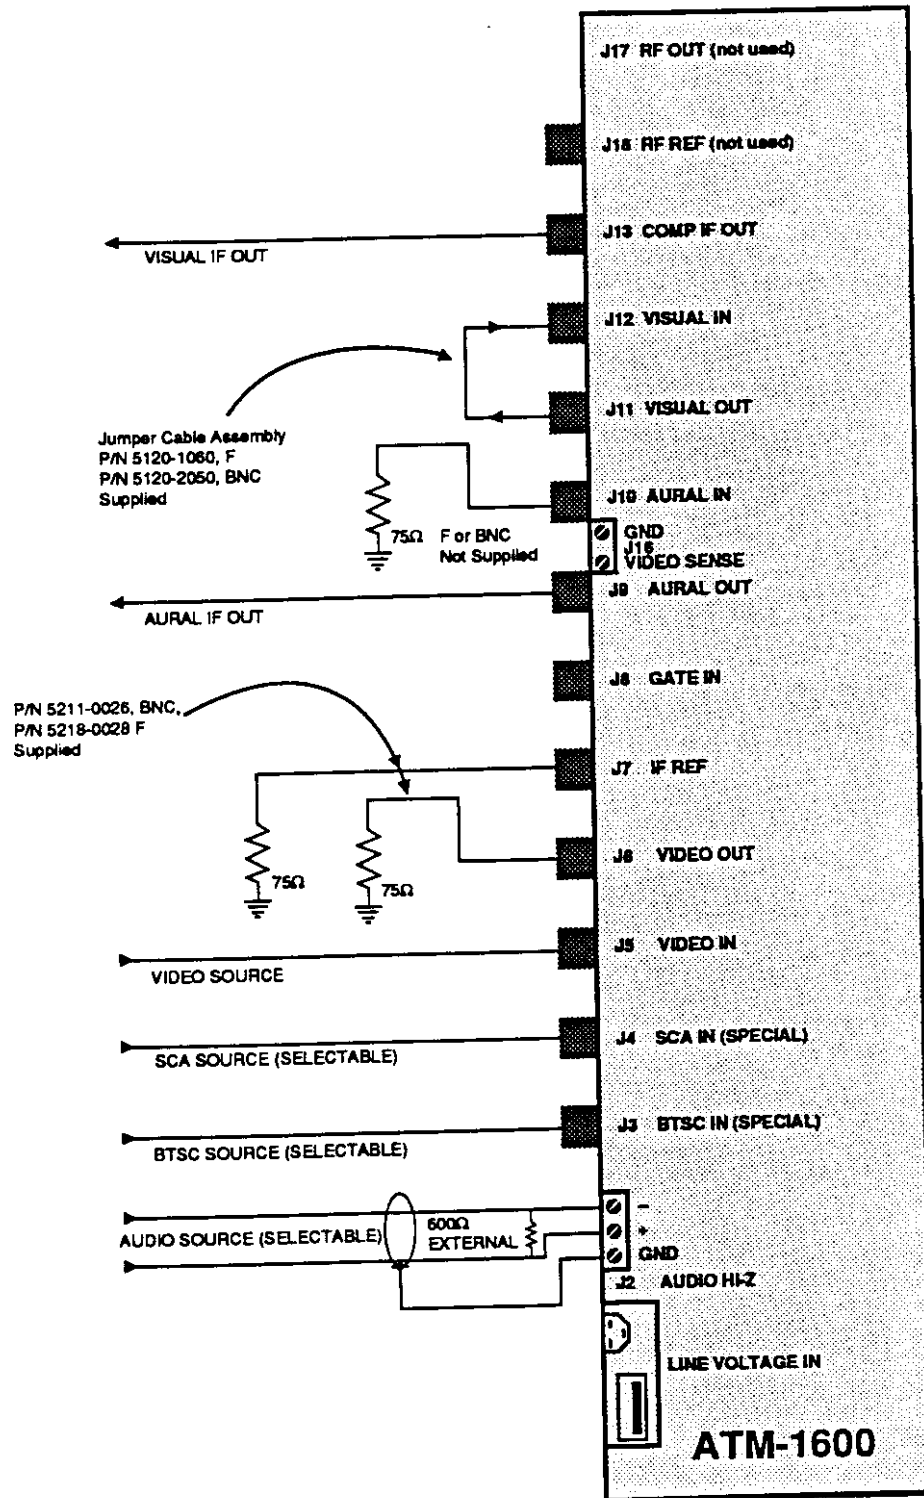 J17 RF OUT (not used)
J18 RF REF (not used)
J13 COMP IF OUT
VISUAL IF OUT
J12 VISUAL IN
J11 VISUAL OUT
Jumper Cable Assembly
P/N 5120-1060, F
P/N 5120-2050, BNC
Supplied
J10 AURAL IN
75Ω F or BNC
Not Supplied
GND
J16
VIDEO SENSE
J9 AURAL OUT
AURAL IF OUT
J8 GATE IN
P/N 5211-0026, BNC,
P/N 5218-0028 F
Supplied
J7 IF REF
J6 VIDEO OUT
75Ω
75Ω
J5 VIDEO IN
VIDEO SOURCE
J4 SCA IN (SPECIAL)
SCA SOURCE (SELECTABLE)
J3 BTSC IN (SPECIAL)
BTSC SOURCE (SELECTABLE)
-
+
GND
AUDIO SOURCE (SELECTABLE)
600Ω
EXTERNAL
J2 AUDIO HI-Z
LINE VOLTAGE IN
ATM-1600